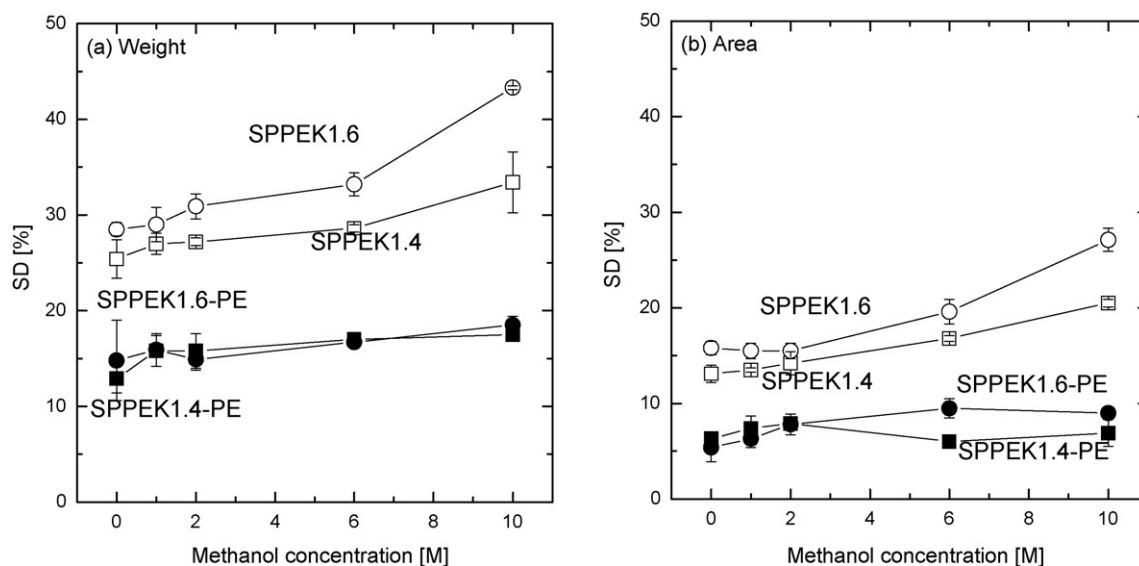 (a) Weight
50
40
30
20
10
0
SD [%]
SPPEK1.6
SPPEK1.4
SPPEK1.6-PE
SPPEK1.4-PE
0 2 4 6 8 10
Methanol concentration [M]
(b) Area
50
40
30
20
10
0
SD [%]
SPPEK1.6
SPPEK1.4
SPPEK1.6-PE
SPPEK1.4-PE
0 2 4 6 8 10
Methanol concentration [M]